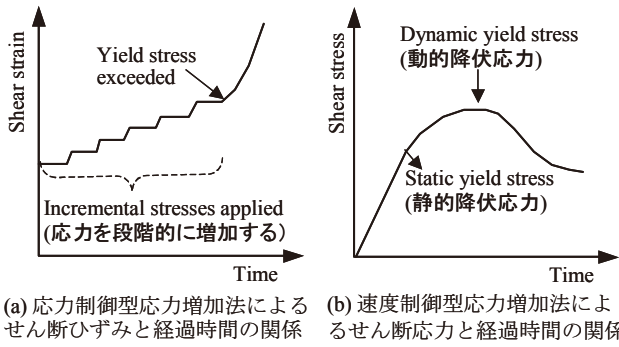 Shear strain
Yield stress
exceeded
Incremental stresses applied
(応力を段階的に増加する)
Time
(a) 応力制御型応力増加法による
せん断ひずみと経過時間の関係
Shear stress
Dynamic yield stress
(動的降伏応力)
Static yield stress
(静的降伏応力)
Time
(b) 速度制御型応力増加法によ
るせん断応力と経過時間の関係